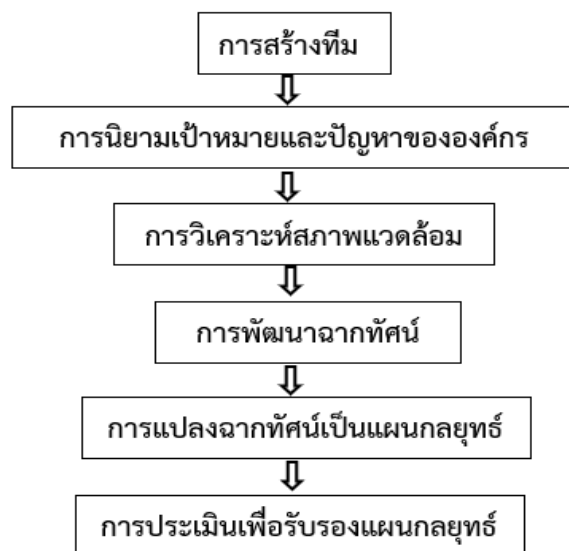 การสร้างทีม
การนิยามเป้าหมายและปัญหาขององค์กร
การวิเคราะห์สภาพแวดล้อม
การพัฒนาฉากทัศน์
การแปลงฉากทัศน์เป็นแผนกลยุทธ์
การประเมินเพื่อรับรองแผนกลยุทธ์